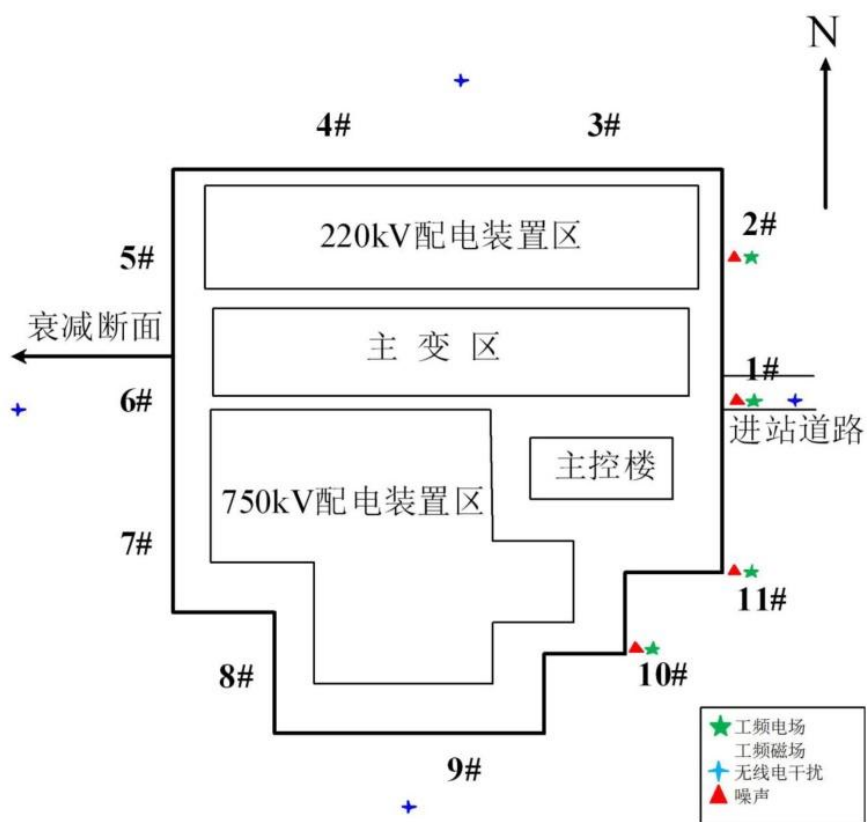 N
4#
3#
2#
220kV配电装置区
5#
衰减断面
主 变 区
1#
6#
进站道路
主控楼
750kV配电装置区
7#
11#
8#
10#
9#
工频电场
工频磁场
无线电干扰
噪声